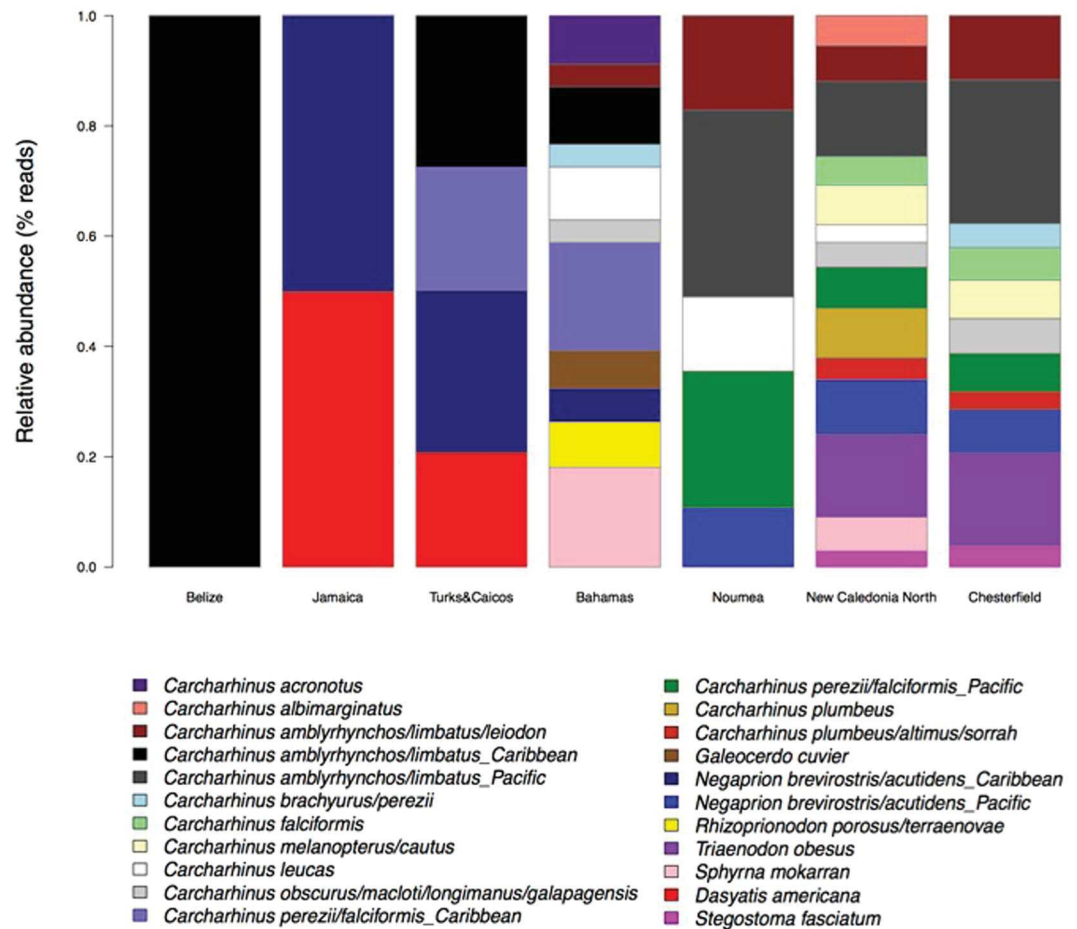 Relative abundance (% reads)
1.0
0.8
0.6
0.4
0.2
0.0
Belize Jamaica Turks&Caicos Bahamas Noumea New Caledonia North Chesterfield
Carcharhinus acronotus
Carcharhinus albimarginatus
Carcharhinus amblyrhynchos/limbatus/leiodon
Carcharhinus amblyrhynchos/limbatus_Caribbean
Carcharhinus amblyrhynchos/limbatus_Pacific
Carcharhinus brachyurus/perezii
Carcharhinus falciformis
Carcharhinus melanopterus/cautus
Carcharhinus leucas
Carcharhinus obscurus/macloti/longimanus/galapagensis
Carcharhinus perezii/falciformis_Caribbean
Carcharhinus perezii/falciformis_Pacific
Carcharhinus plumbeus
Carcharhinus plumbeus/altimus/sorrah
Galeocerdo cuvier
Negaprion brevirostris/acutidens_Caribbean
Negaprion brevirostris/acutidens_Pacific
Rhizoprionodon porosus/terraenovae
Triaenodon obesus
Sphyrna mokarran
Dasyatis americana
Stegostoma fasciatum